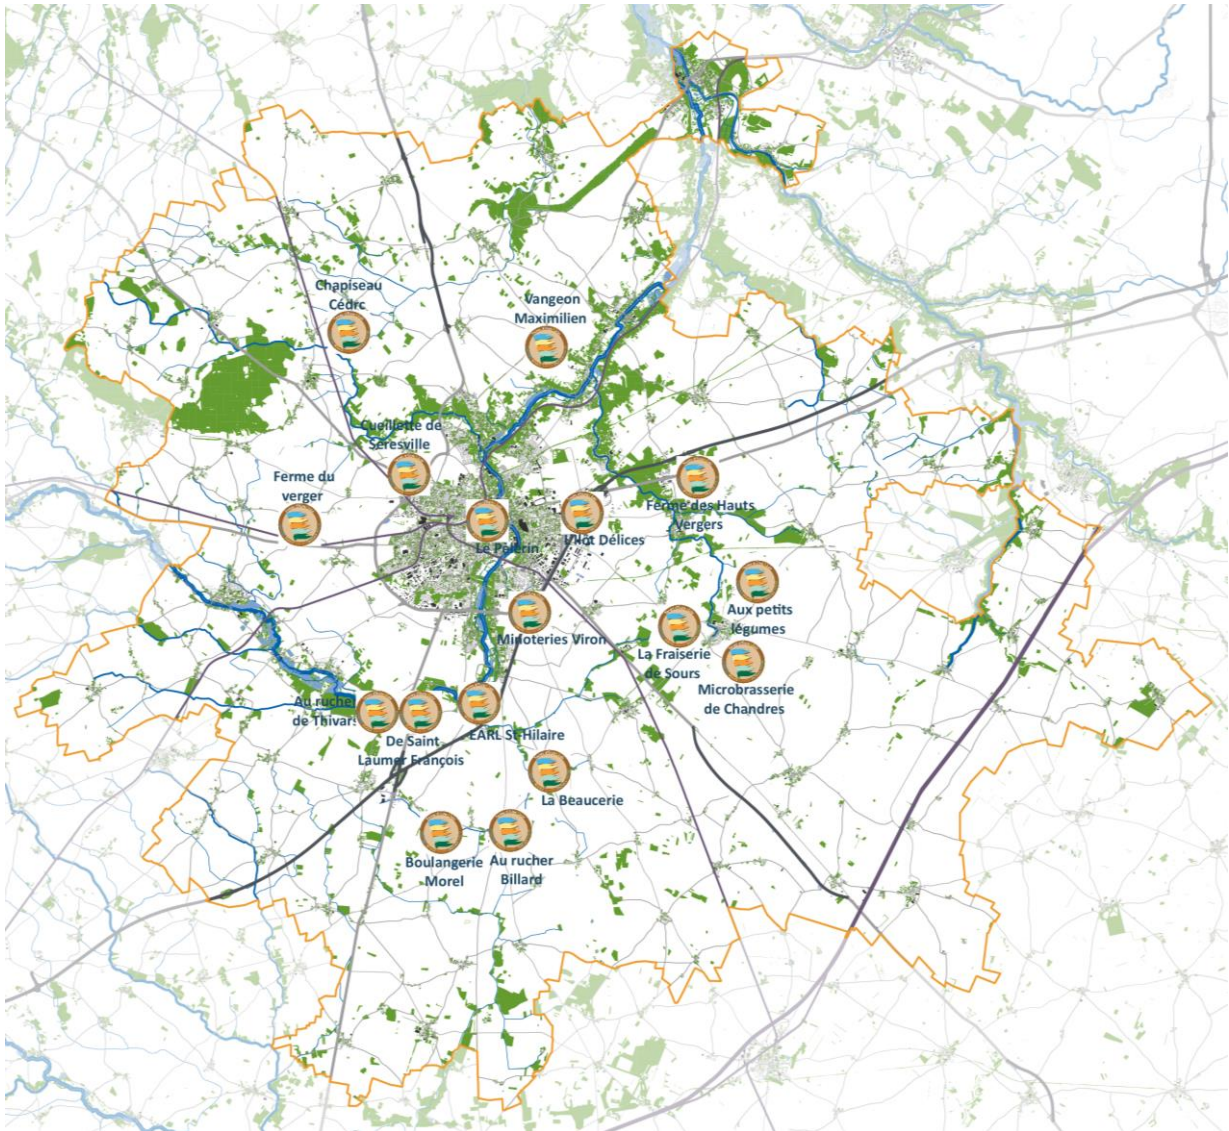 Chapiseau
Cédrc
Vangeon
Maximilien
Cueillette de
Seresville
Ferme du
verger
Ferme des Hauts
Vergers
Le Pèlerin
Délices
Aux petits
légumes
Minoteries Viron
La Fraiserie
de Sours
Microbrasserie
de Chandres
Au rucher
de Thivars
De Saint
Laumer François
EARL St Hilaire
La Beaucerie
Boulangerie
Morel
Au rucher
Billard